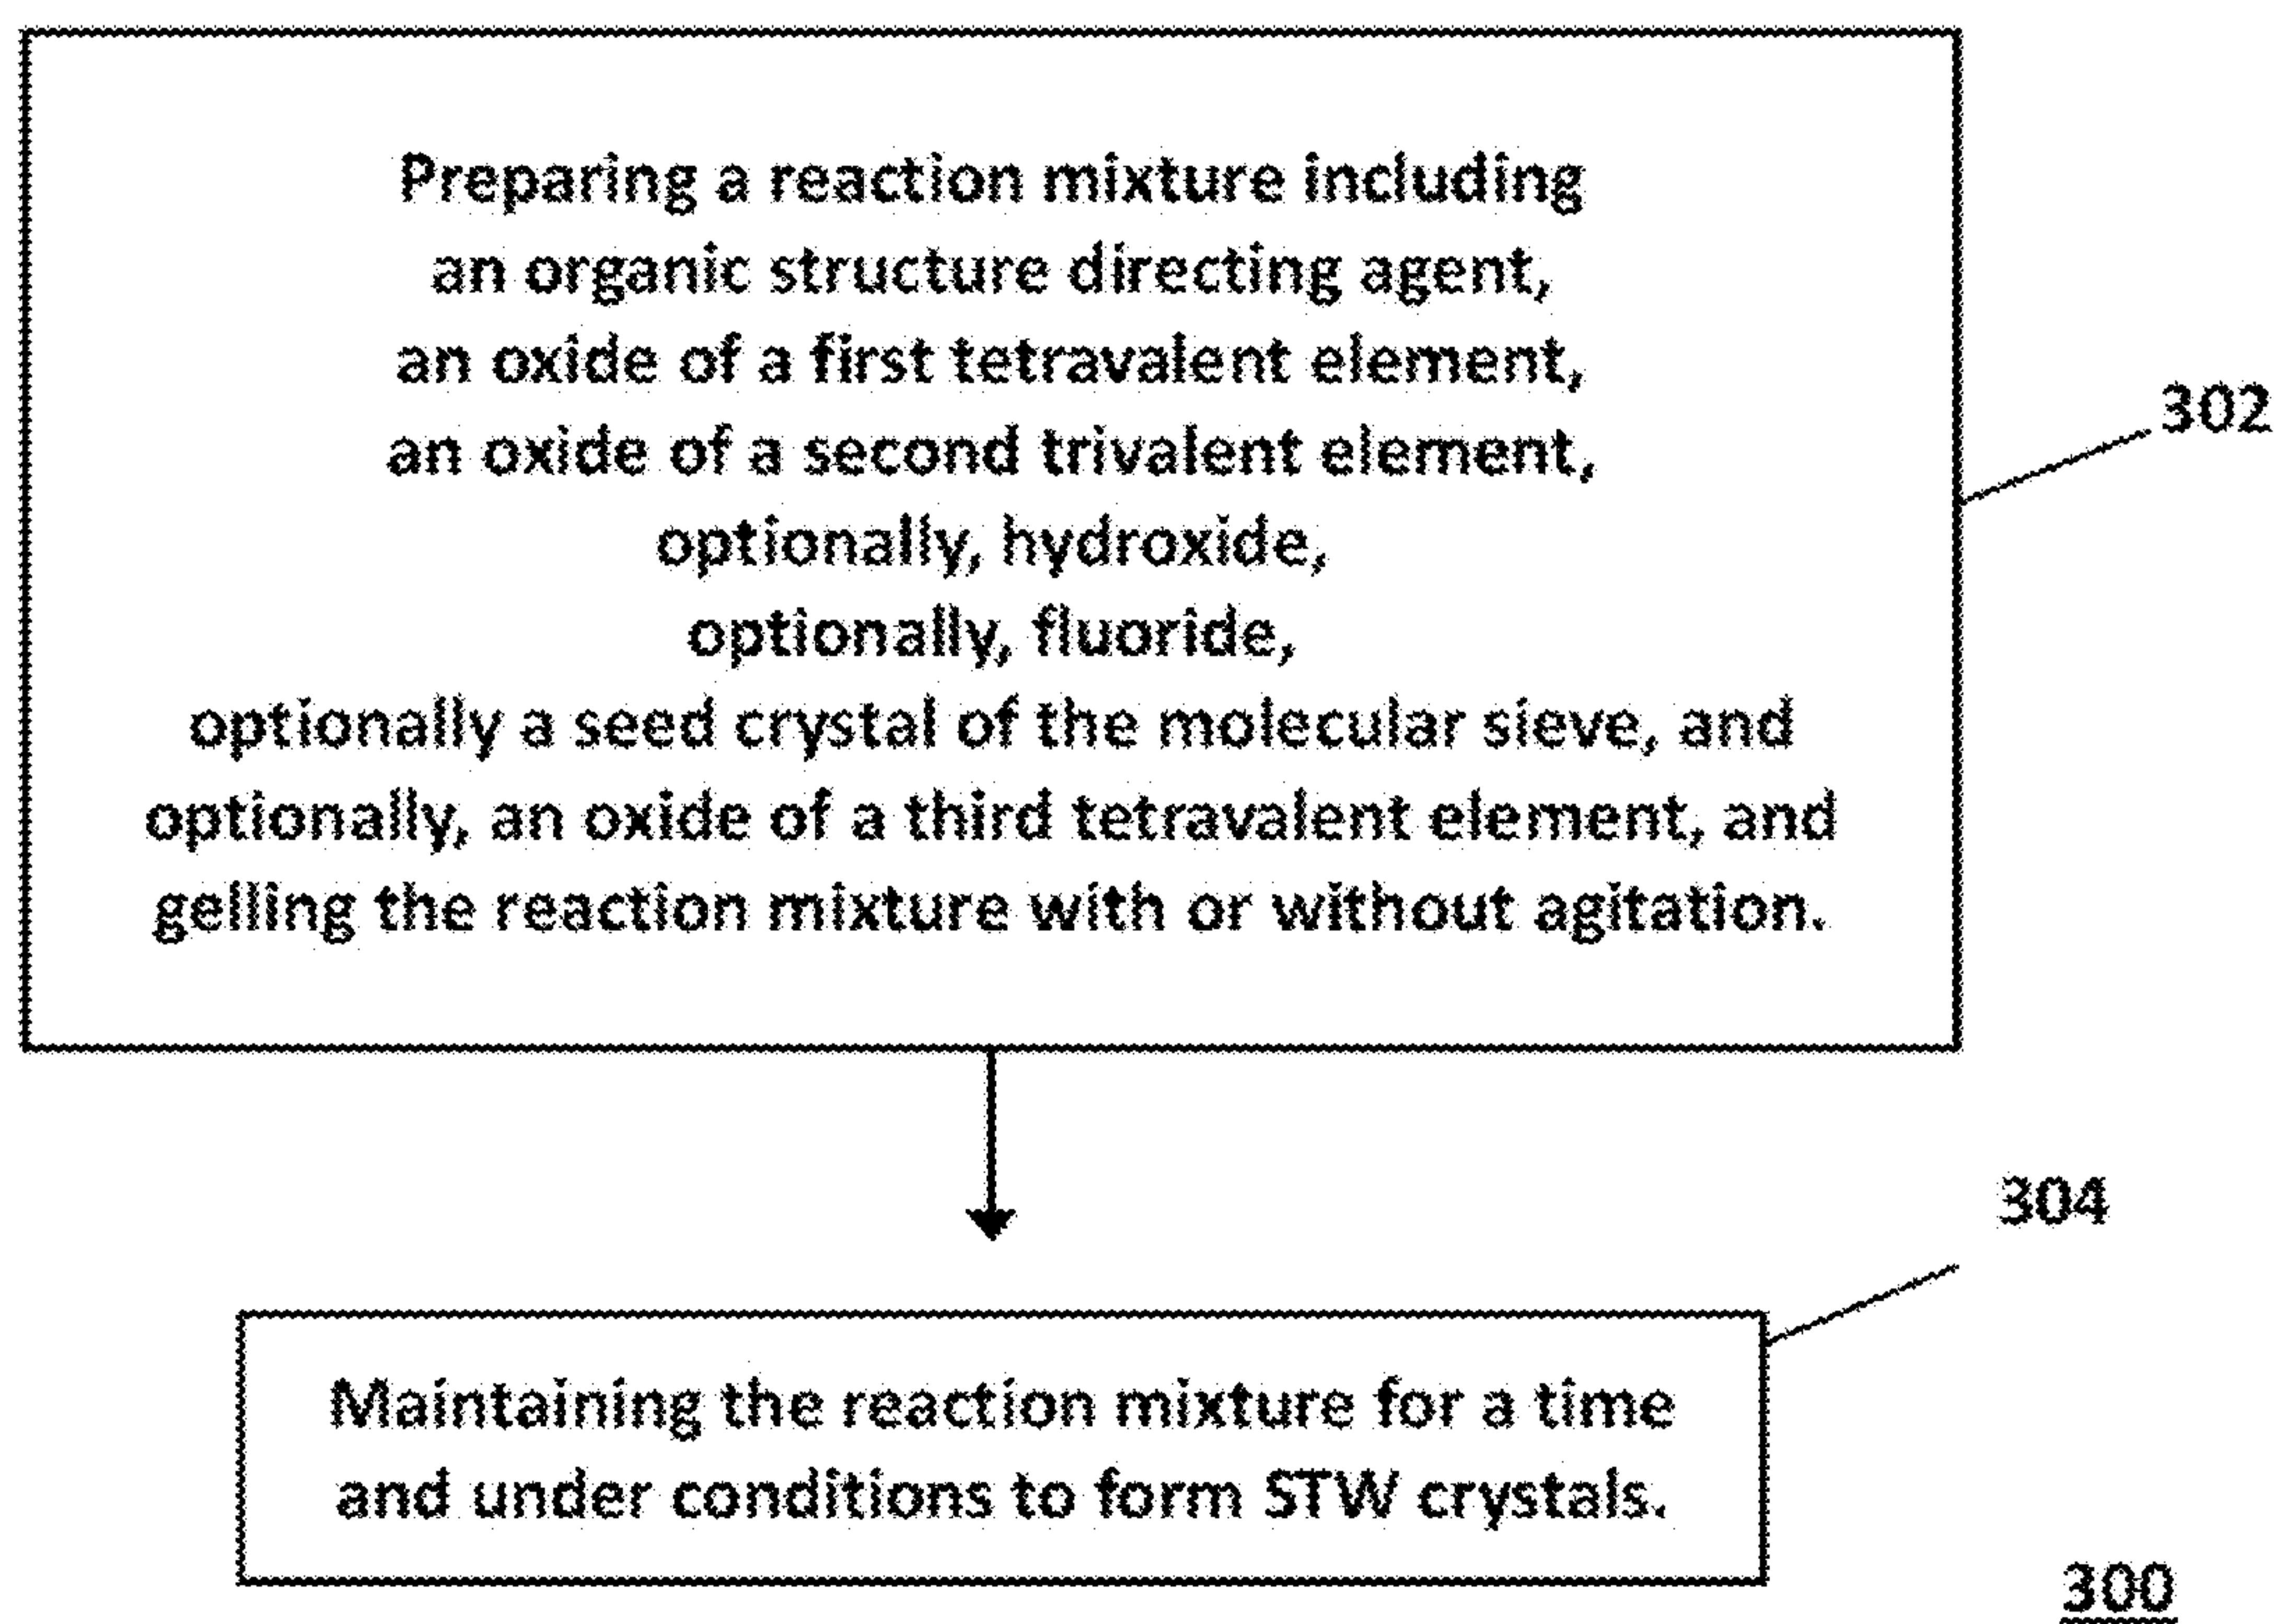 Preparing a reaction mixture including
an organic structure directing agent,
an oxide of a first tetravalent element,
an oxide of a second trivalent element,
optionally, hydroxide,
optionally, fluoride,
optionally a seed crystal of the molecular sieve, and
optionally, an oxide of a third tetravalent element, and
gelling the reaction mixture with or without agitation.
302
304
Maintaining the reaction mixture for a time
and under conditions to form STW crystals.
300